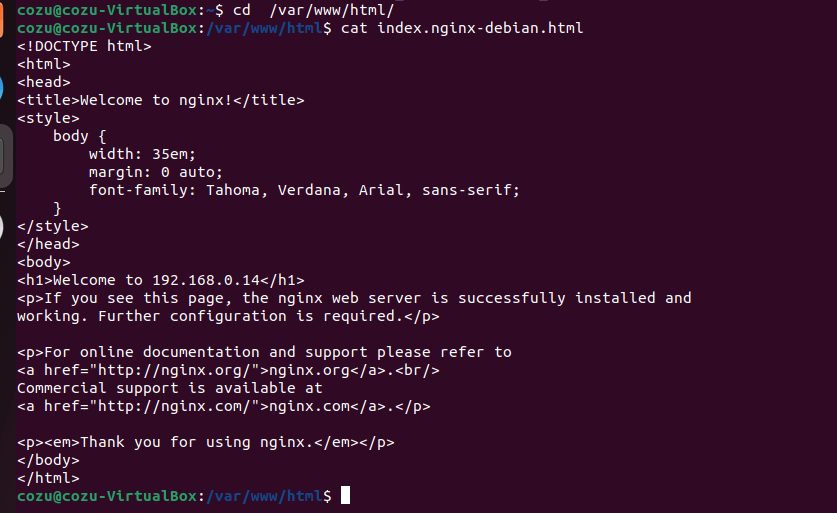 cozu@cozu-VirtualBox:~$ cd  /var/www/html/
cozu@cozu-VirtualBox:/var/www/html$ cat index.nginx-debian.html
<!DOCTYPE html>
<html>
<head>
<title>Welcome to nginx!</title>
<style>
    body {
        width: 35em;
        margin: 0 auto;
        font-family: Tahoma, Verdana, Arial, sans-serif;
    }
</style>
</head>
<body>
<h1>Welcome to 192.168.0.14</h1>
<p>If you see this page, the nginx web server is successfully installed and
working. Further configuration is required.</p>

<p>For online documentation and support please refer to
<a href="http://nginx.org/">nginx.org</a>.<br/>
Commercial support is available at
<a href="http://nginx.com/">nginx.com</a>.</p>

<p><em>Thank you for using nginx.</em></p>
</body>
</html>
cozu@cozu-VirtualBox:/var/www/html$